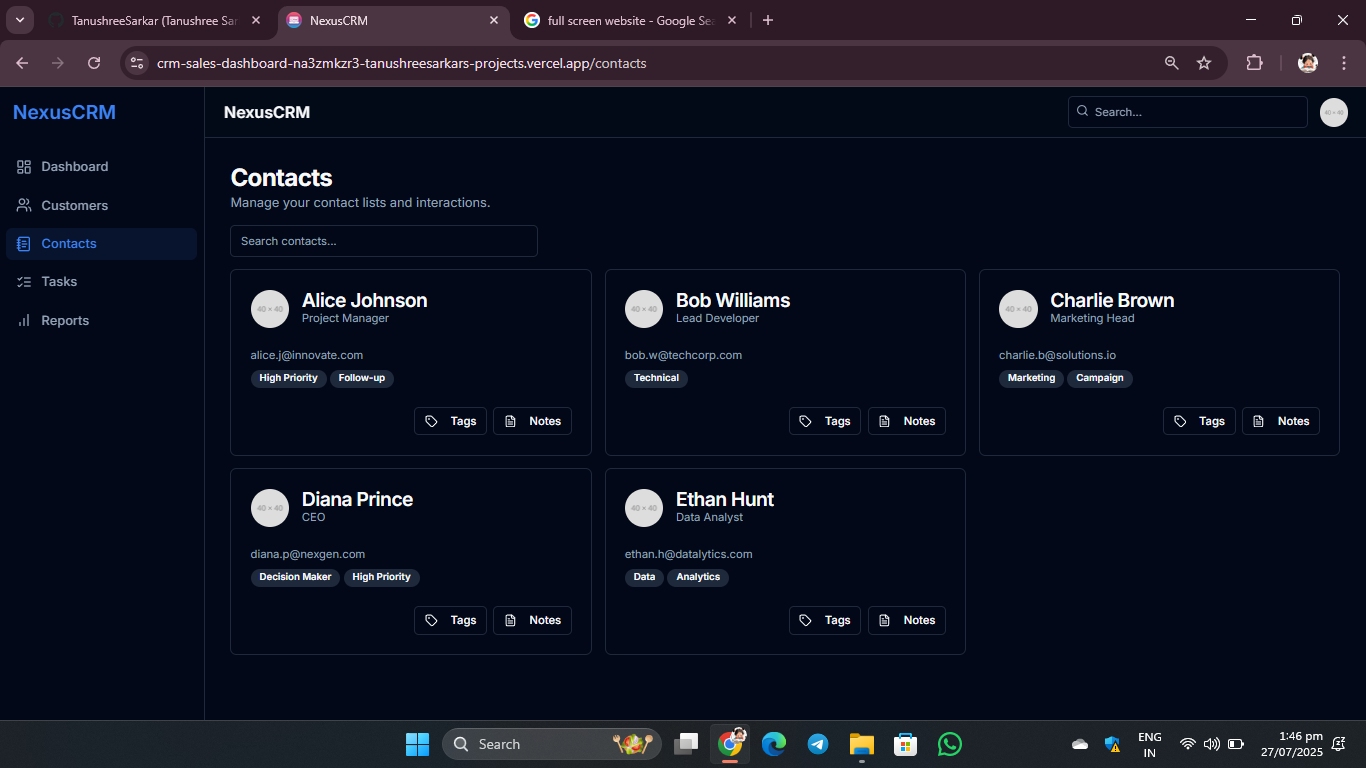 TanushreeSarkar (Tanushree Sar
NexusCRM
full screen website - Google Sea
crm-sales-dashboard-na3zmkzr3-tanushreesarkars-projects.vercel.app/contacts
NexusCRM
NexusCRM
Search...
40 × 40
Dashboard
Customers
Contacts
Tasks
Reports
Contacts
Manage your contact lists and interactions.
Search contacts...
40 × 40
Alice Johnson
Project Manager
alice.j@innovate.com
High Priority
Follow-up
Tags
Notes
40 × 40
Bob Williams
Lead Developer
bob.w@techcorp.com
Technical
Tags
Notes
40 × 40
Charlie Brown
Marketing Head
charlie.b@solutions.io
Marketing
Campaign
Tags
Notes
40 × 40
Diana Prince
CEO
diana.p@nexgen.com
Decision Maker
High Priority
Tags
Notes
40 × 40
Ethan Hunt
Data Analyst
ethan.h@datalytics.com
Data
Analytics
Tags
Notes
Search
ENG
IN
1:46 pm
27/07/2025